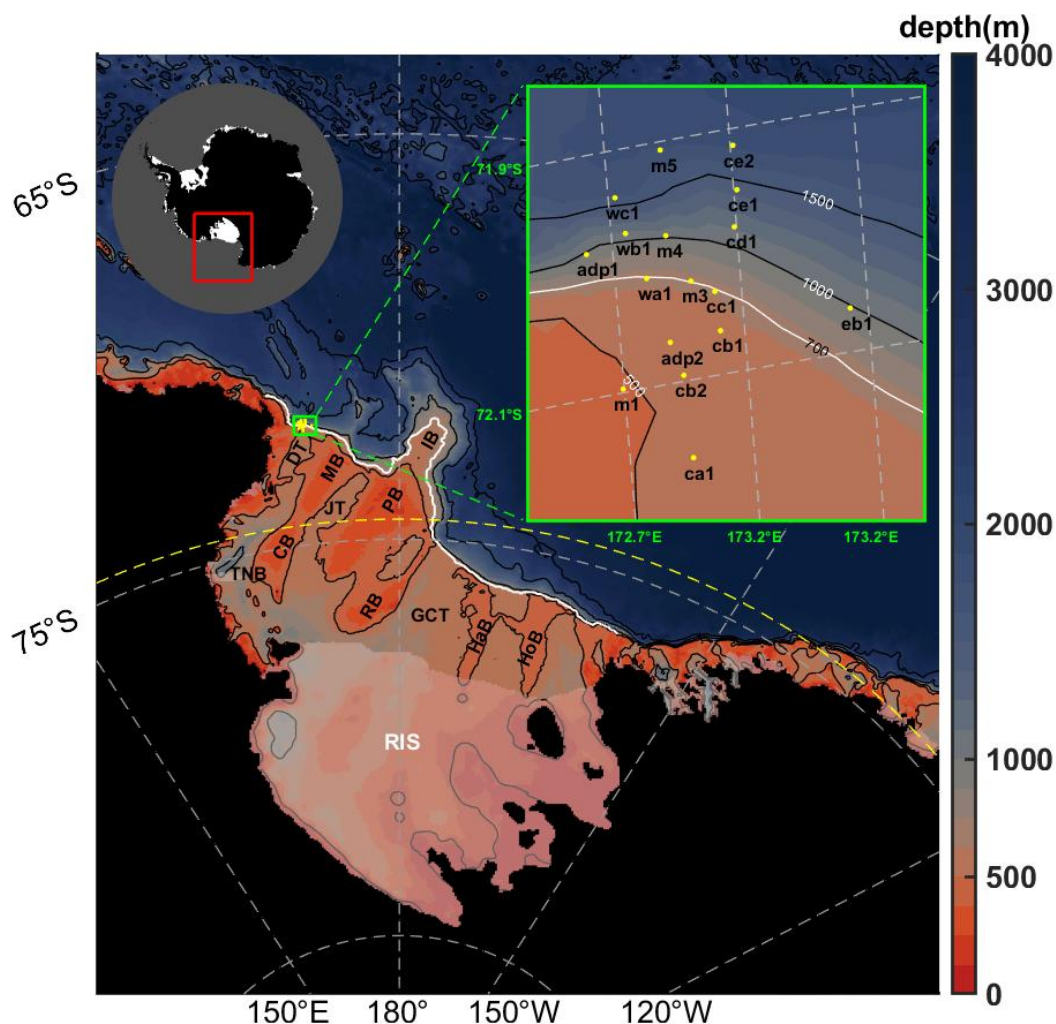 depth(m)
4000
3000
2000
1000
500
0
65°S
75°S
71.9°S
72.1°S
m5
ce2
wc1
ce1
1500
wb1
m4
cd1
adp1
wa1
m3
cc1
1000
eb1
700
adp2
cb1
500
m1
cb2
ca1
172.7°E
173.2°E
173.2°E
IB
DT
MB
JT
PB
CB
TNB
RB
GCT
HaB
HoB
RIS
150°E
180°
150°W
120°W